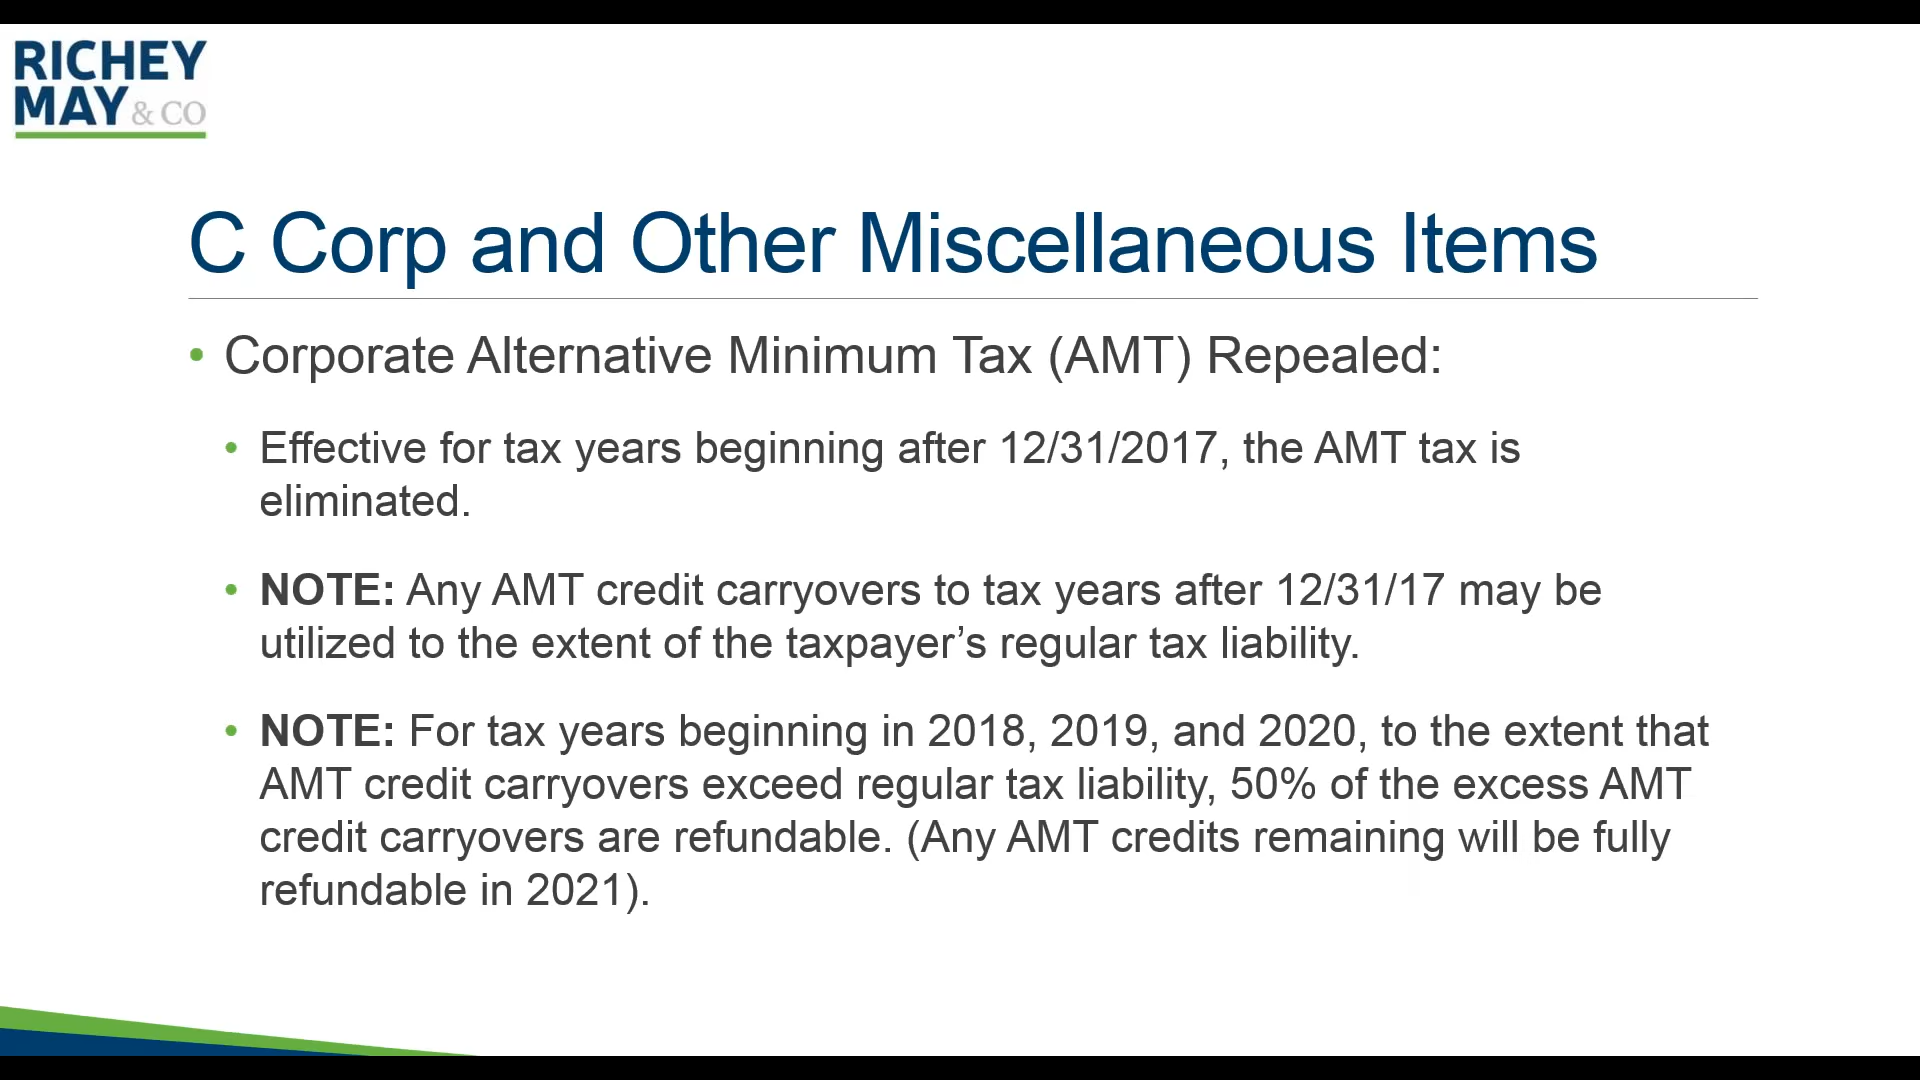 RICHEY
MAY & CO
C Corp and Other Miscellaneous Items
• Corporate Alternative Minimum Tax (AMT) Repealed:
• Effective for tax years beginning after 12/31/2017, the AMT tax is
eliminated.
• NOTE: Any AMT credit carryovers to tax years after 12/31/17 may be
utilized to the extent of the taxpayer’s regular tax liability.
• NOTE: For tax years beginning in 2018, 2019, and 2020, to the extent that
AMT credit carryovers exceed regular tax liability, 50% of the excess AMT
credit carryovers are refundable. (Any AMT credits remaining will be fully
refundable in 2021).